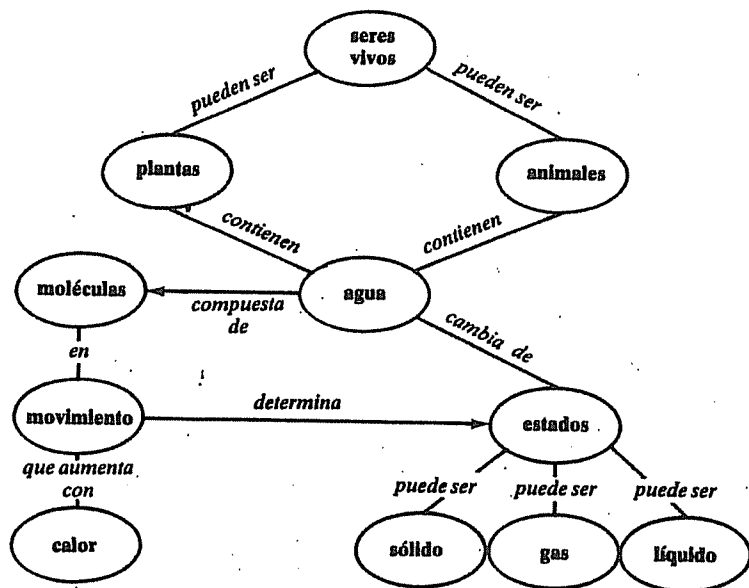 seres
vivos
pueden ser
pueden ser
plantas
animales
contienen
contienen
moléculas
compuesta
de
agua
cambia de
en
movimiento
determina
estados
que aumenta
con
puede ser
puede ser
puede ser
calor
sólido
gas
líquido